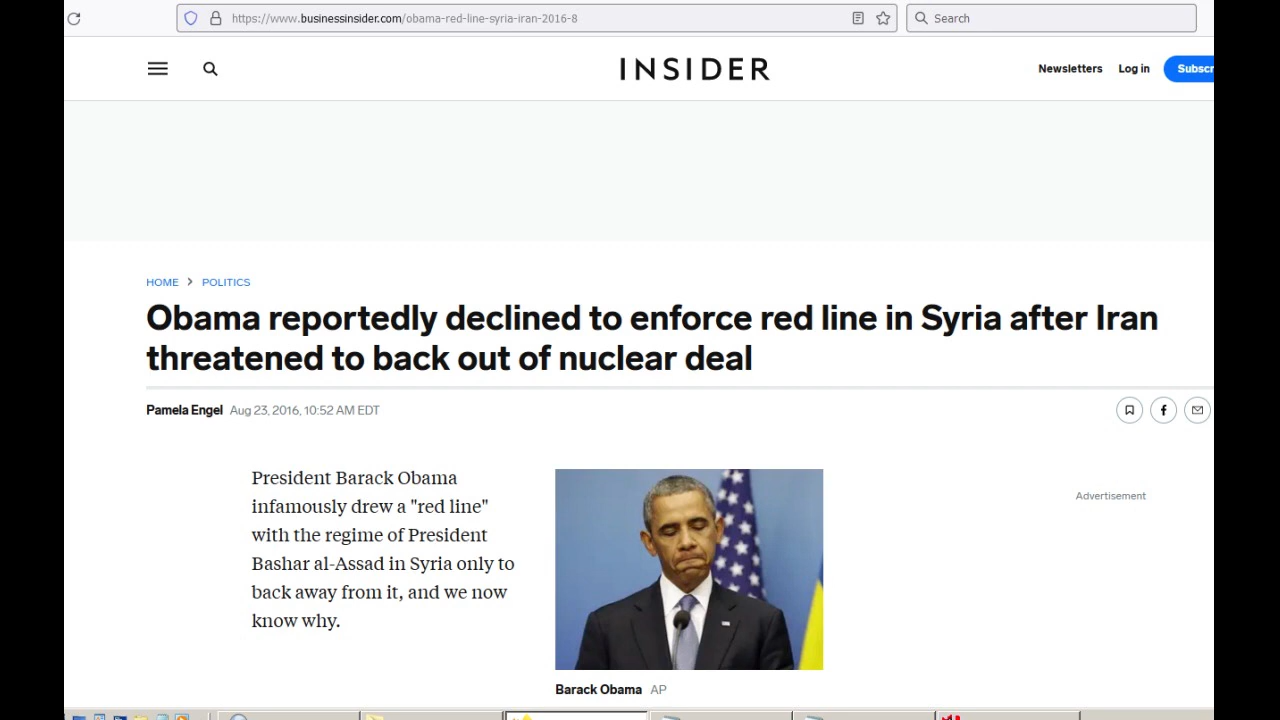 https://www.businessinsider.com/obama-red-line-syria-iran-2016-8
Search
INSIDER
Newsletters Log in Subscr
HOME > POLITICS
Obama reportedly declined to enforce red line in Syria after Iran
threatened to back out of nuclear deal
Pamela Engel Aug 23, 2016, 10:52 AM EDT
President Barack Obama
infamously drew a "red line"
with the regime of President
Bashar al-Assad in Syria only to
back away from it, and we now
know why.
Advertisement
Barack Obama AP